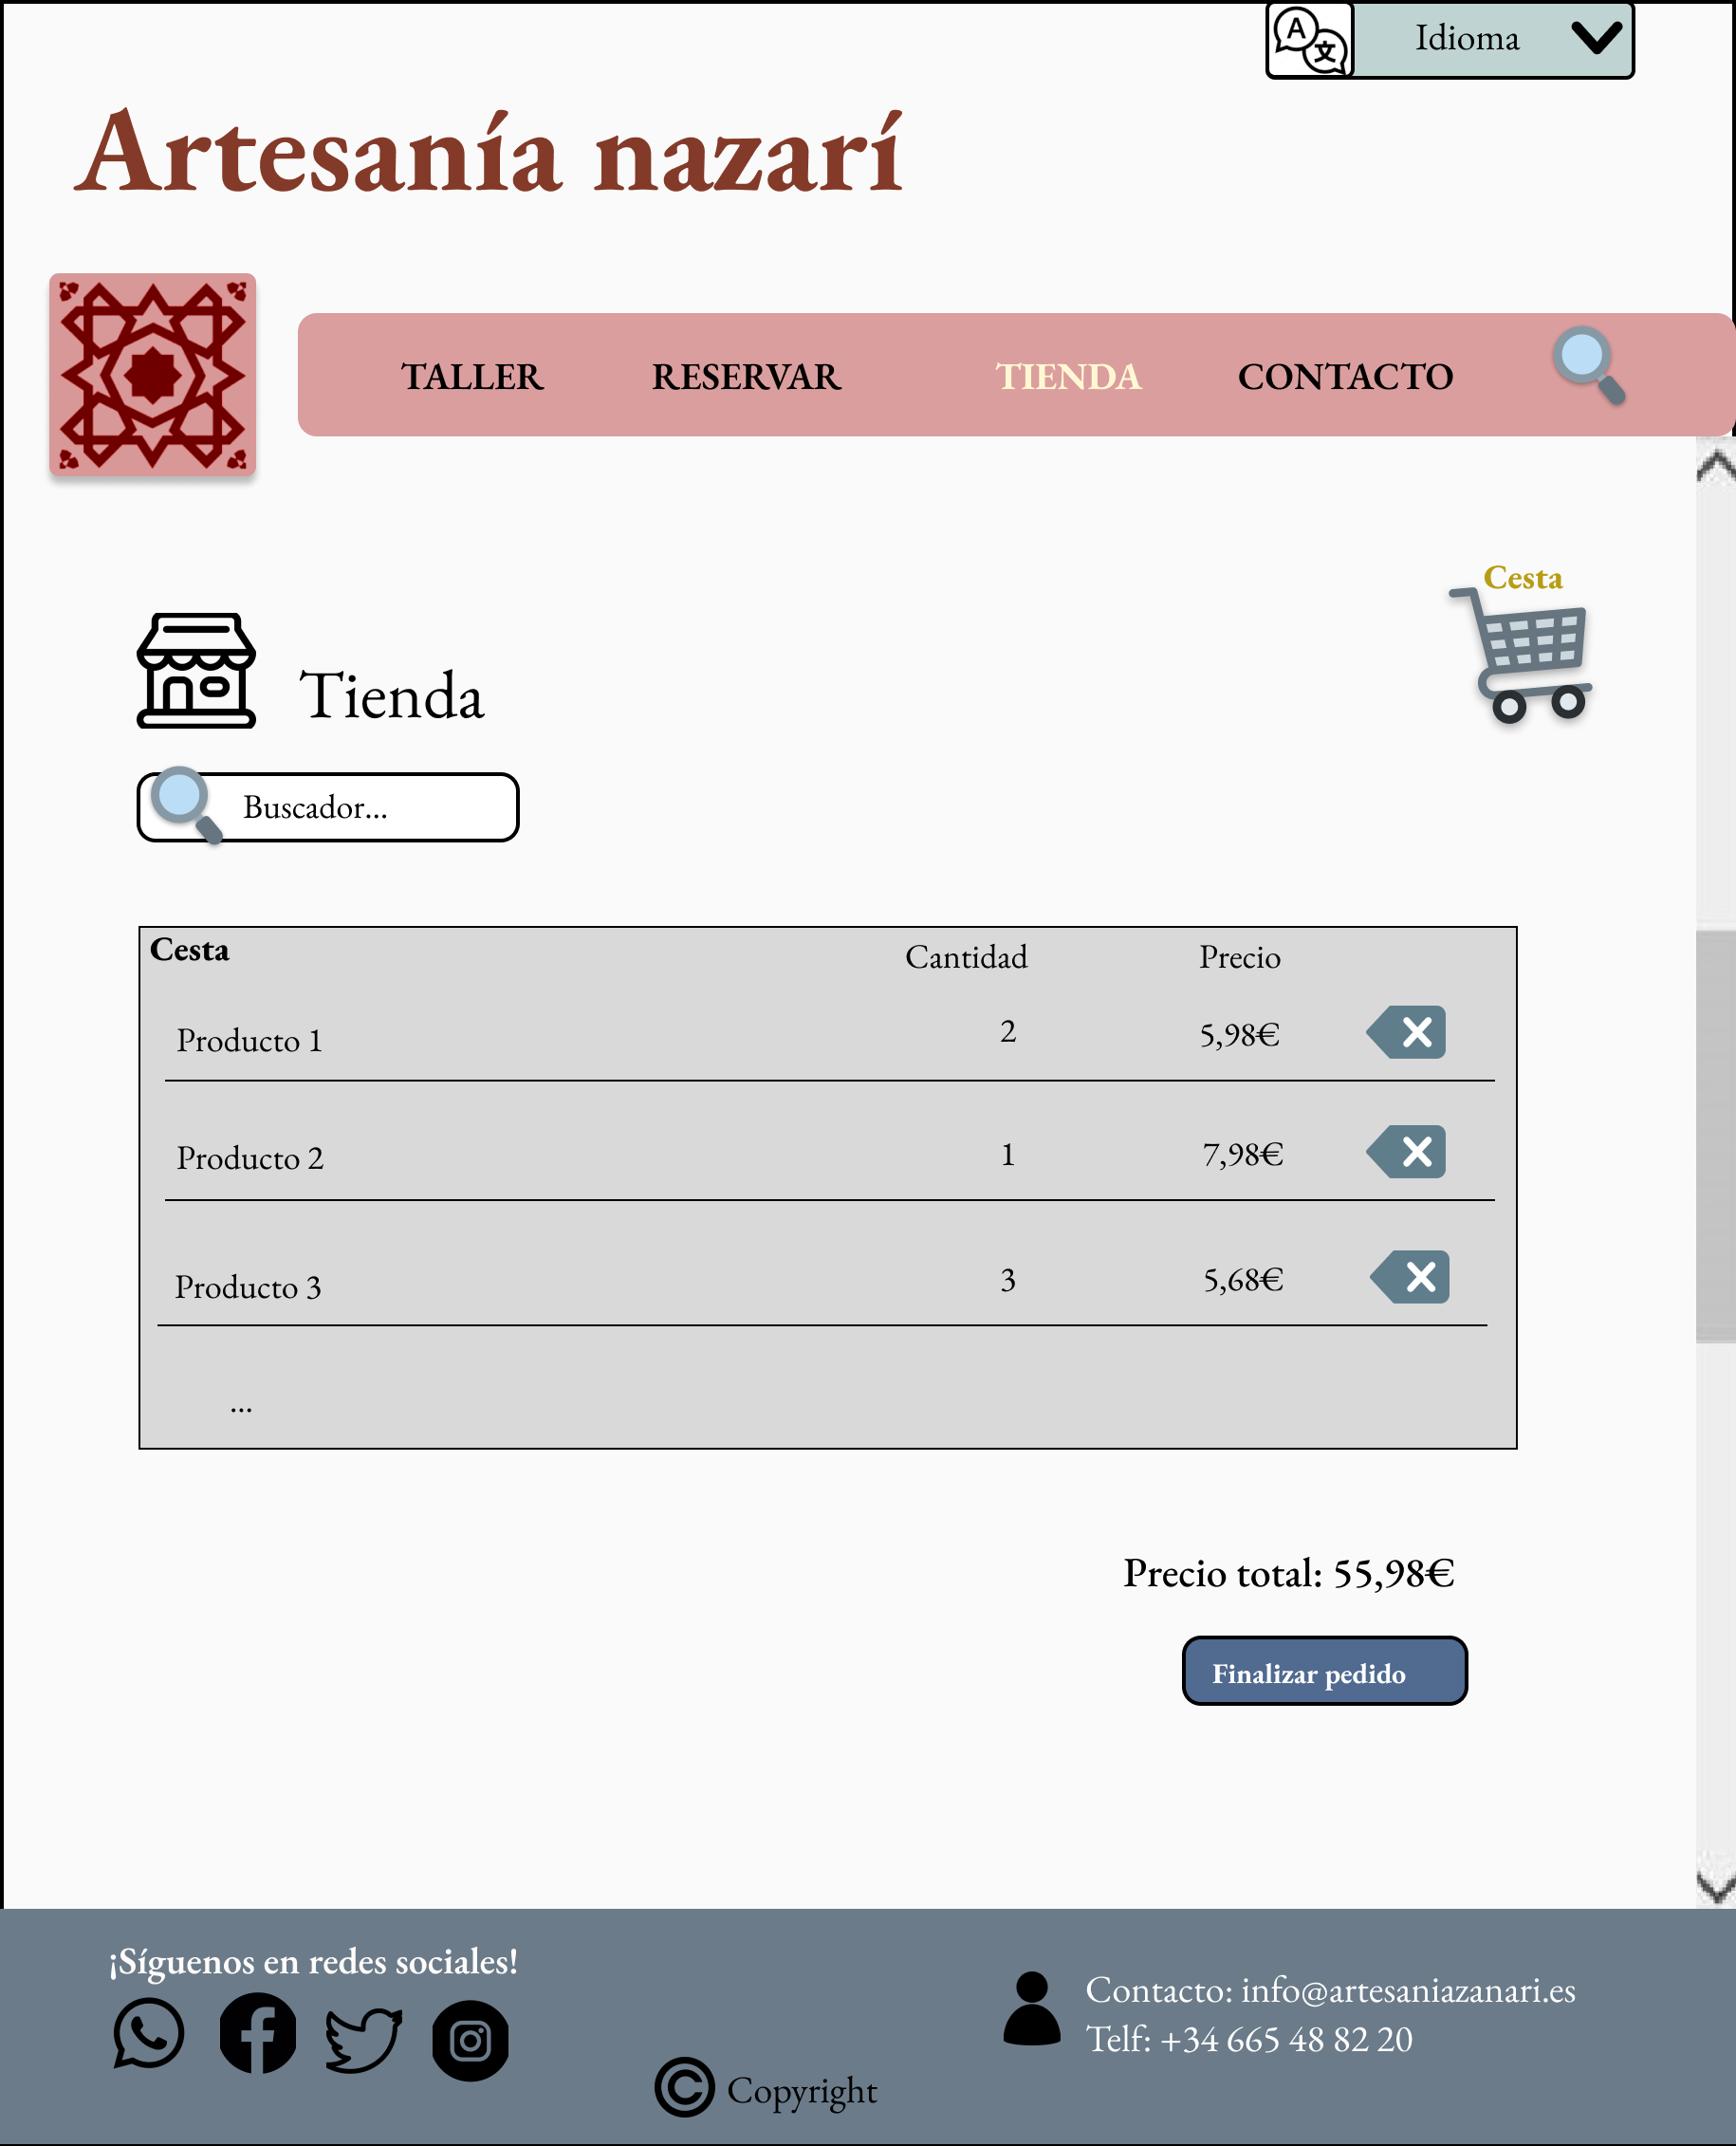 A 文 Idioma
Artesanía nazarí
TALLER RESERVAR TIENDA CONTACTO
Cesta
Tienda
Buscador...
Cesta Cantidad Precio
Producto 1 2 5,98€
Producto 2 1 7,98€
Producto 3 3 5,68€
...
Precio total: 55,98€
Finalizar pedido
¡Síguenos en redes sociales!
Contacto: info@artesaniazanari.es
Telf: +34 665 48 82 20
© Copyright